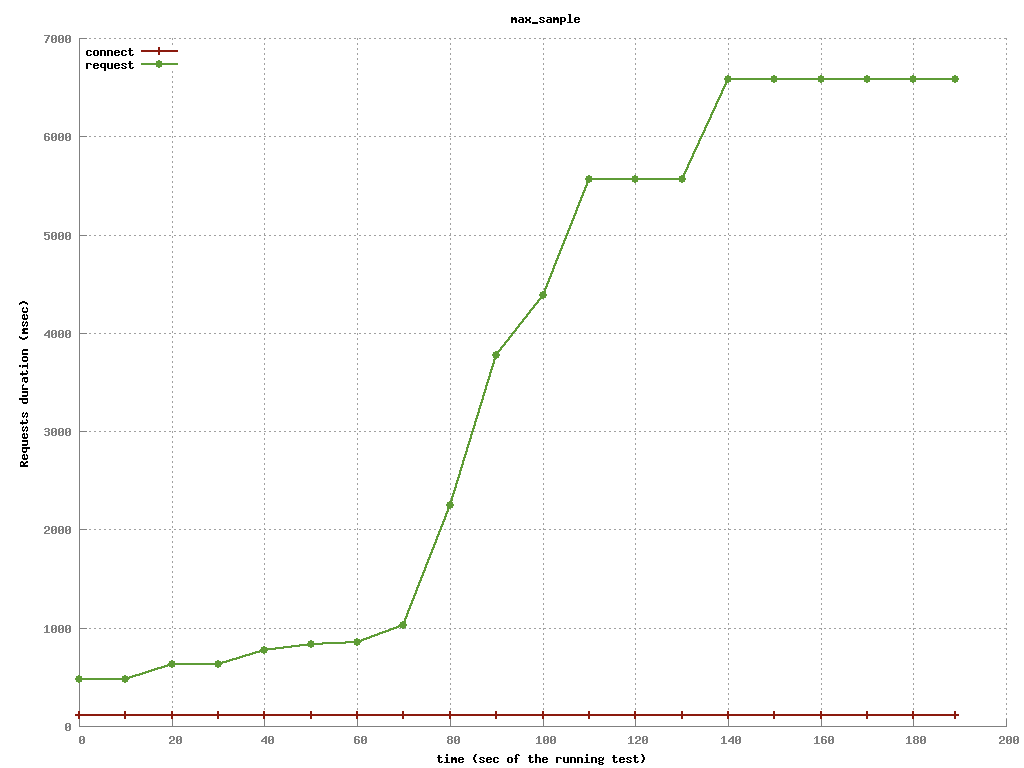 max_sample
7000
connect
request
6000
5000
4000
3000
2000
1000
0
Requests duration (msec)
0 20 40 60 80 100 120 140 160 180 200
time (sec of the running test)